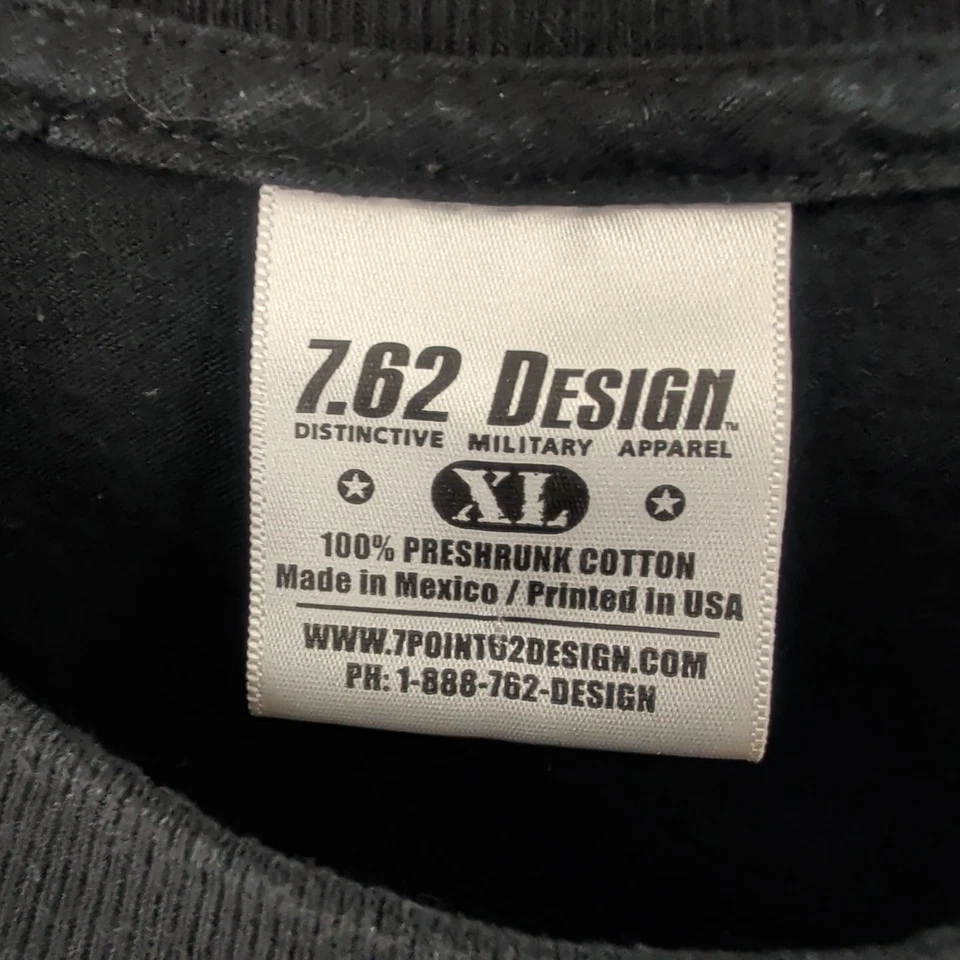 7.62 DESIGN™
DISTINCTIVE MILITARY APPAREL
XL
100% PRESHRUNK COTTON
Made in Mexico / Printed in USA
WWW.7POINT62DESIGN.COM
PH: 1-888-762-DESIGN